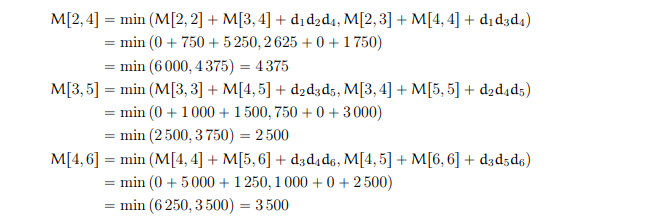 M[2, 4] = min (M[2, 2] + M[3, 4] + d₁d₂d₄, M[2, 3] + M[4, 4] + d₁d₃d₄)
= min (0 + 750 + 5 250, 2 625 + 0 + 1 750)
= min (6 000, 4 375) = 4 375
M[3, 5] = min (M[3, 3] + M[4, 5] + d₂d₃d₅, M[3, 4] + M[5, 5] + d₂d₄d₅)
= min (0 + 1 000 + 1 500, 750 + 0 + 3 000)
= min (2 500, 3 750) = 2 500
M[4, 6] = min (M[4, 4] + M[5, 6] + d₃d₄d₆, M[4, 5] + M[6, 6] + d₃d₅d₆)
= min (0 + 5 000 + 1 250, 1 000 + 0 + 2 500)
= min (6 250, 3 500) = 3 500